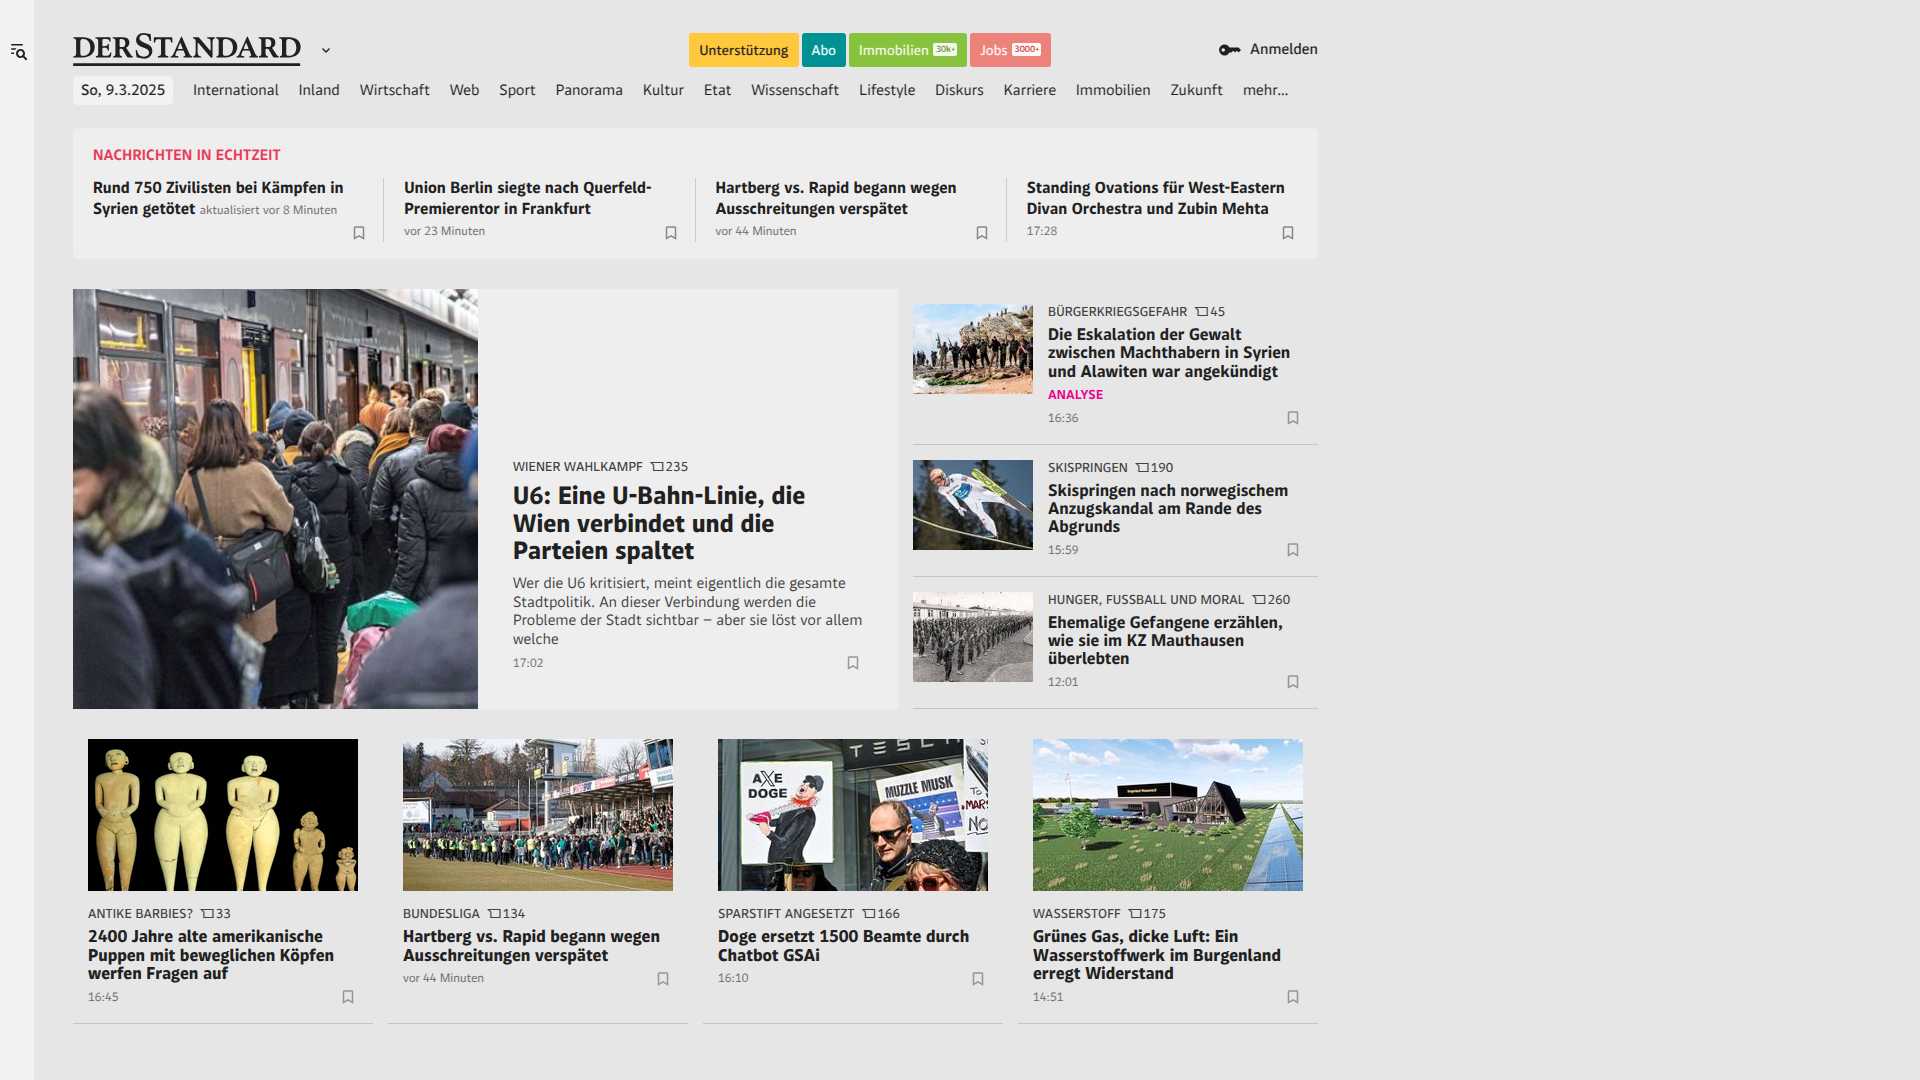 DERSTANDARD
Unterstützung
Abo
Immobilien 30k+
Jobs 3000+
Anmelden
So, 9.3.2025
International
Inland
Wirtschaft
Web
Sport
Panorama
Kultur
Etat
Wissenschaft
Lifestyle
Diskurs
Karriere
Immobilien
Zukunft
mehr...
NACHRICHTEN IN ECHTZEIT
Rund 750 Zivilisten bei Kämpfen in
Syrien getötet aktualisiert vor 8 Minuten
Union Berlin siegte nach Querfeld-
Premierentor in Frankfurt
vor 23 Minuten
Hartberg vs. Rapid begann wegen
Ausschreitungen verspätet
vor 44 Minuten
Standing Ovations für West-Eastern
Divan Orchestra und Zubin Mehta
17:28
WIENER WAHLKAMPF 235
U6: Eine U-Bahn-Linie, die
Wien verbindet und die
Parteien spaltet
Wer die U6 kritisiert, meint eigentlich die gesamte
Stadtpolitik. An dieser Verbindung werden die
Probleme der Stadt sichtbar – aber sie löst vor allem
welche
17:02
BÜRGERKRIEGSGEFAHR 45
Die Eskalation der Gewalt
zwischen Machthabern in Syrien
und Alawiten war angekündigt
ANALYSE
16:36
SKISPRINGEN 190
Skispringen nach norwegischem
Anzugskandal am Rande des
Abgrunds
15:59
HUNGER, FUSSBALL UND MORAL 260
Ehemalige Gefangene erzählen,
wie sie im KZ Mauthausen
überlebten
12:01
ANTIKE BARBIES? 33
2400 Jahre alte amerikanische
Puppen mit beweglichen Köpfen
werfen Fragen auf
16:45
BUNDESLIGA 134
Hartberg vs. Rapid begann wegen
Ausschreitungen verspätet
vor 44 Minuten
TESL
AXE
DOGE
MUZZLE MUSK
TO
MARS
NO
SPARSTIFT ANGESETZT 166
Doge ersetzt 1500 Beamte durch
Chatbot GSAi
16:10
WASSERSTOFF 175
Grünes Gas, dicke Luft: Ein
Wasserstoffwerk im Burgenland
erregt Widerstand
14:51